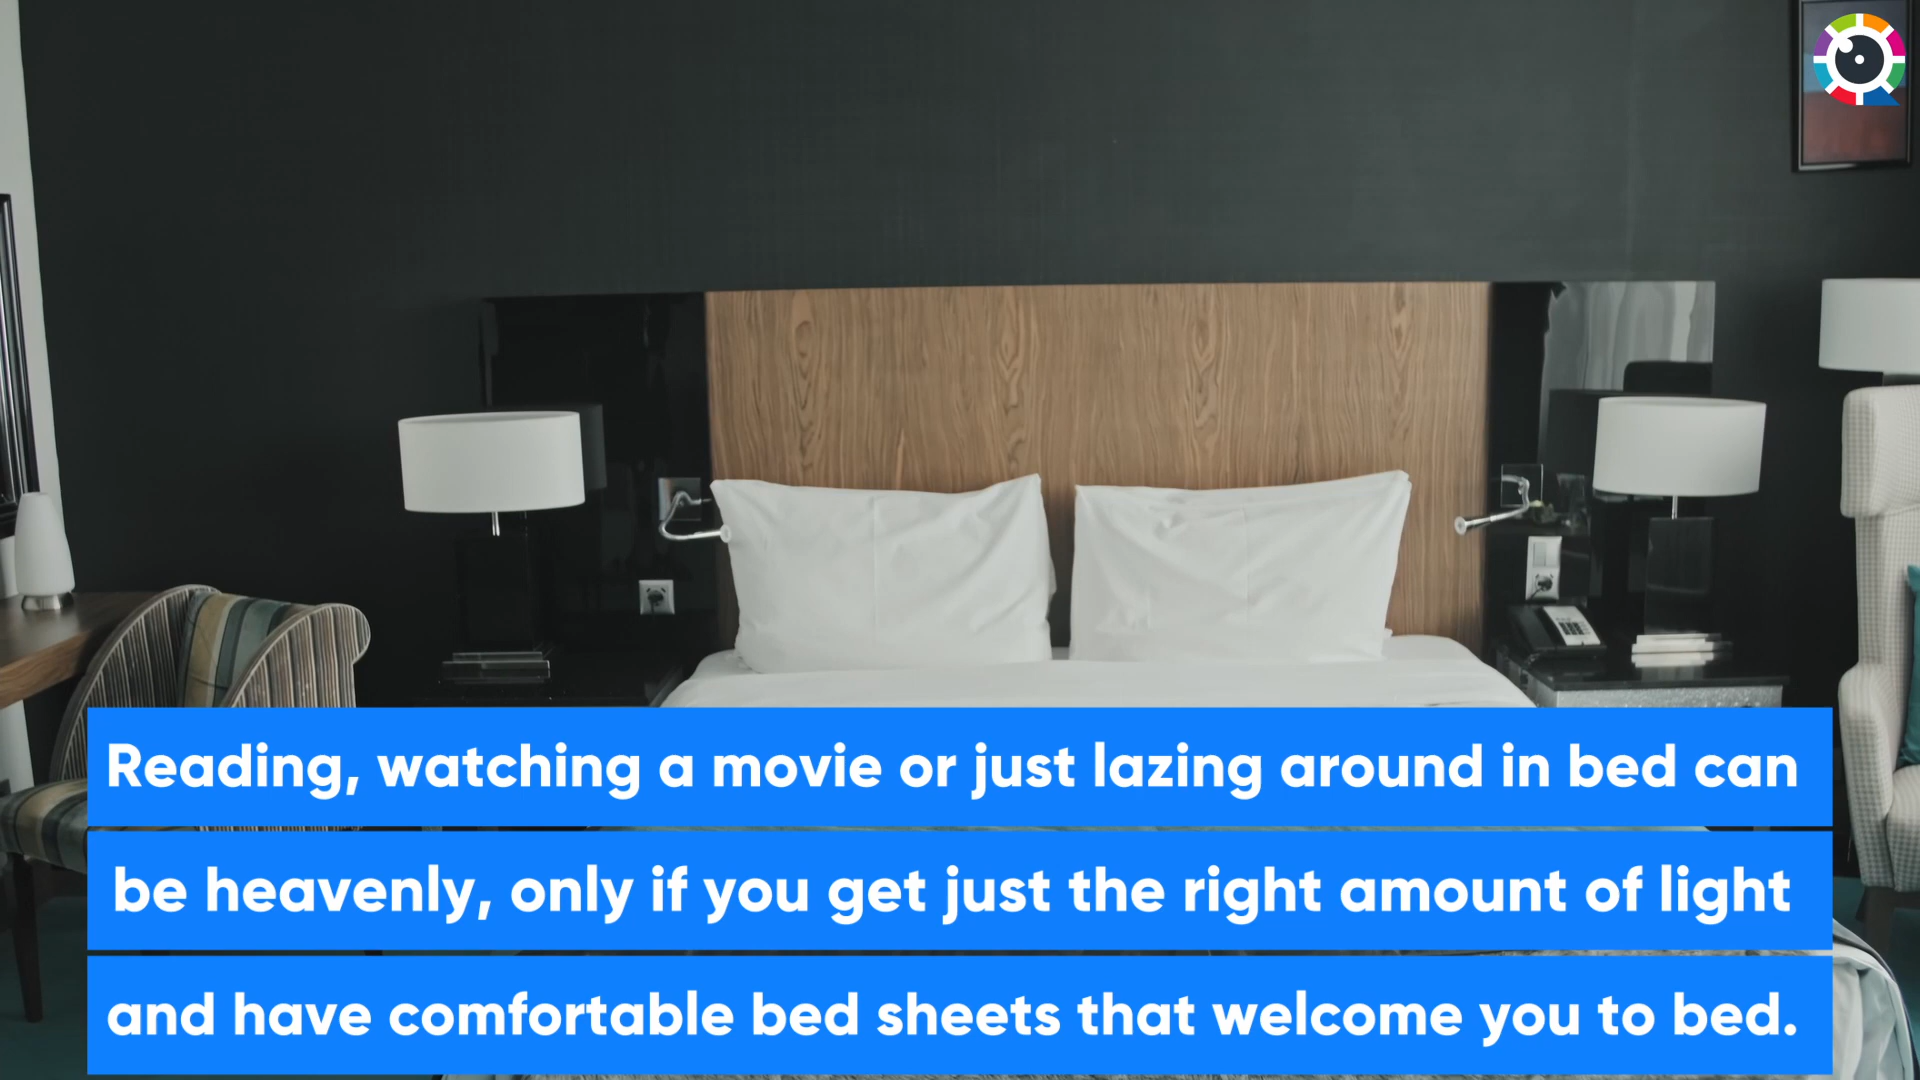 Reading, watching a movie or just lazing around in bed can
be heavenly, only if you get just the right amount of light
and have comfortable bed sheets that welcome you to bed.